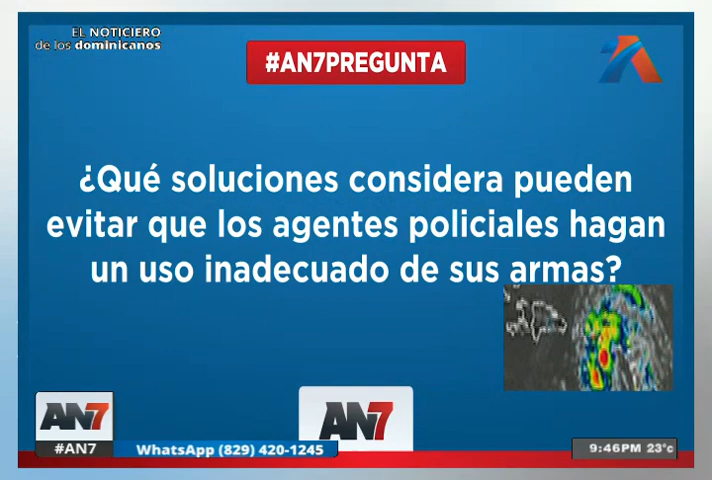 EL NOTICIERO
de los dominicanos
#AN7PREGUNTA
¿Qué soluciones considera pueden
evitar que los agentes policiales hagan
un uso inadecuado de sus armas?
AN7
AN7
#AN7
WhatsApp (829) 420-1245
9:46PM 23°c